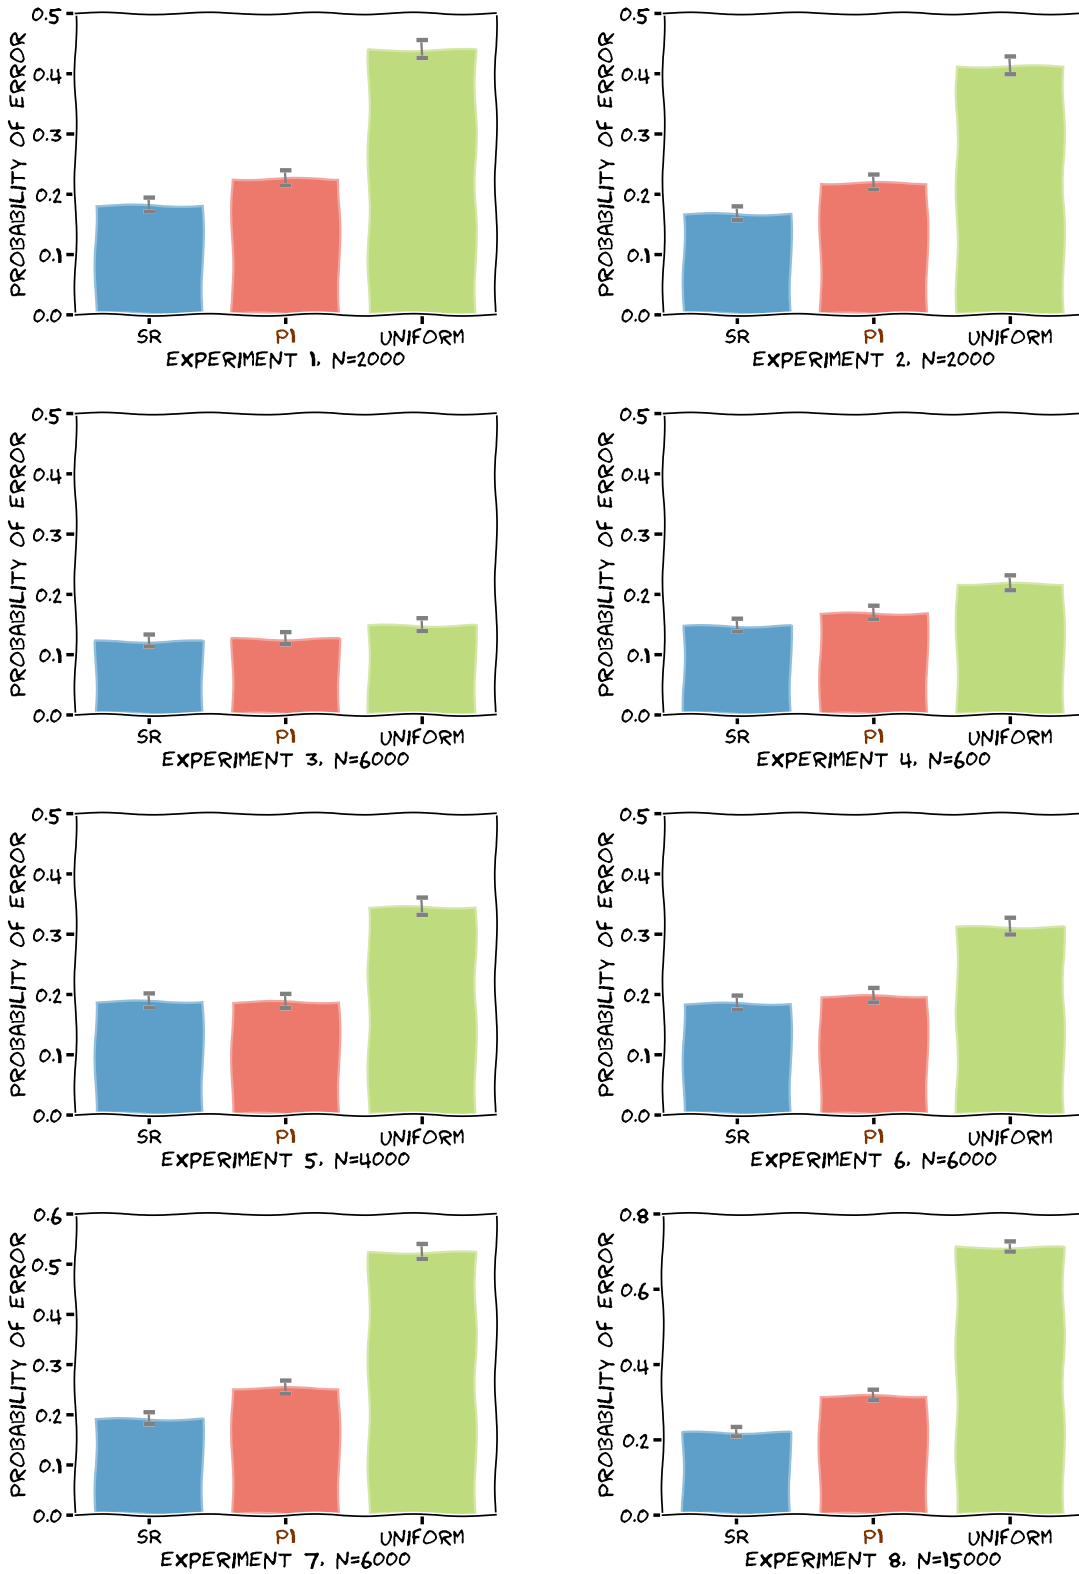 0.5
0.4
0.3
0.2
0.1
0.0
PROBABILITY OF ERROR
SR P1 UNIFORM
EXPERIMENT 1, N=2000
0.5
0.4
0.3
0.2
0.1
0.0
PROBABILITY OF ERROR
SR P1 UNIFORM
EXPERIMENT 2, N=2000
0.5
0.4
0.3
0.2
0.1
0.0
PROBABILITY OF ERROR
SR P1 UNIFORM
EXPERIMENT 3, N=6000
0.5
0.4
0.3
0.2
0.1
0.0
PROBABILITY OF ERROR
SR P1 UNIFORM
EXPERIMENT 4, N=600
0.5
0.4
0.3
0.2
0.1
0.0
PROBABILITY OF ERROR
SR P1 UNIFORM
EXPERIMENT 5, N=4000
0.5
0.4
0.3
0.2
0.1
0.0
PROBABILITY OF ERROR
SR P1 UNIFORM
EXPERIMENT 6, N=6000
0.6
0.5
0.4
0.3
0.2
0.1
0.0
PROBABILITY OF ERROR
SR P1 UNIFORM
EXPERIMENT 7, N=6000
0.8
0.6
0.4
0.2
0.0
PROBABILITY OF ERROR
SR P1 UNIFORM
EXPERIMENT 8, N=15000